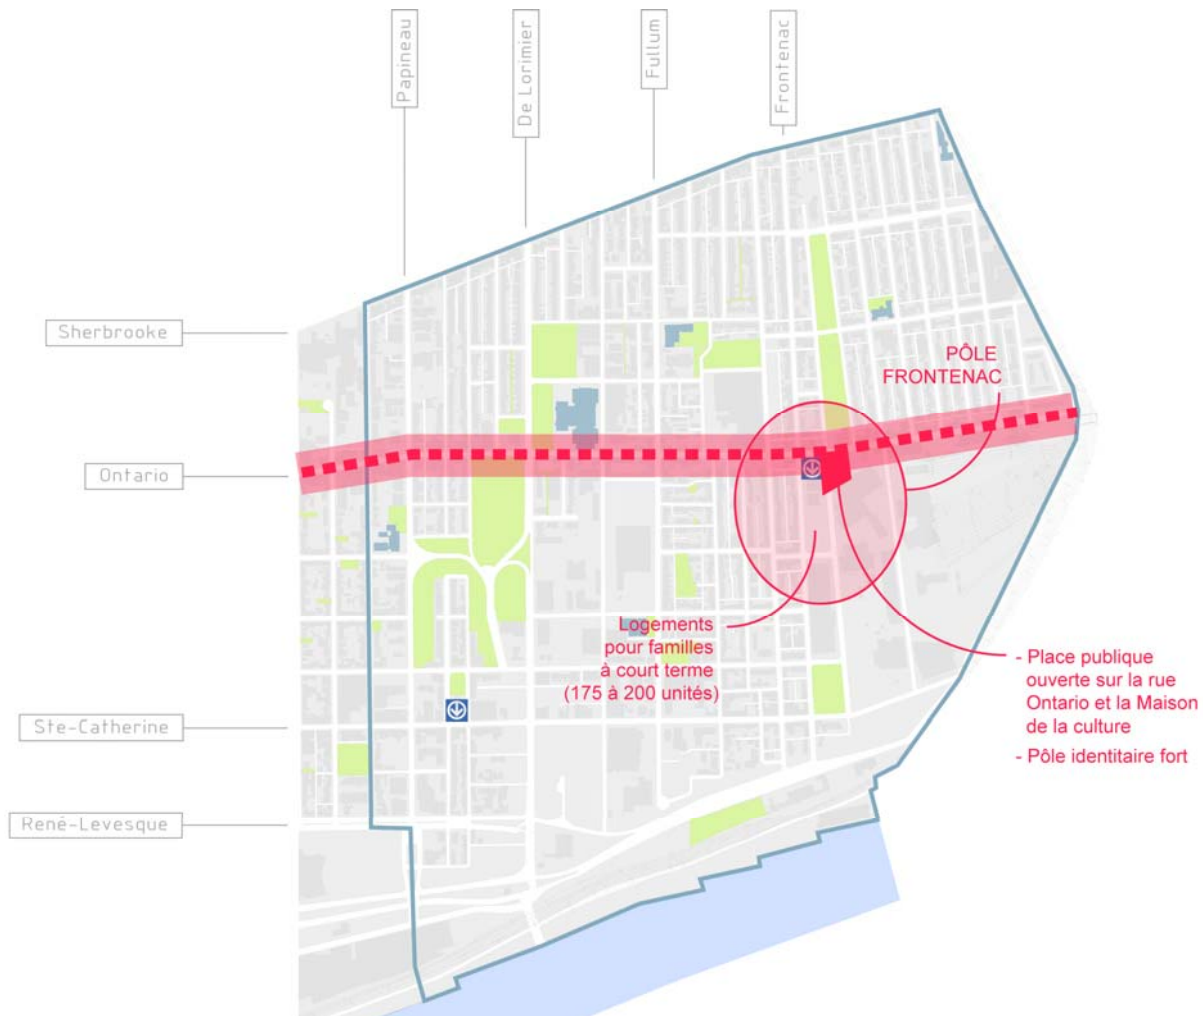 Papineau
De Lorimier
Fullum
Frontenac
Sherbrooke
PÔLE
FRONTENAC
Ontario
Logements
pour familles
à court terme
(175 à 200 unités)
- Place publique
ouverte sur la rue
Ontario et la Maison
de la culture
- Pôle identitaire fort
Ste-Catherine
René-Levesque